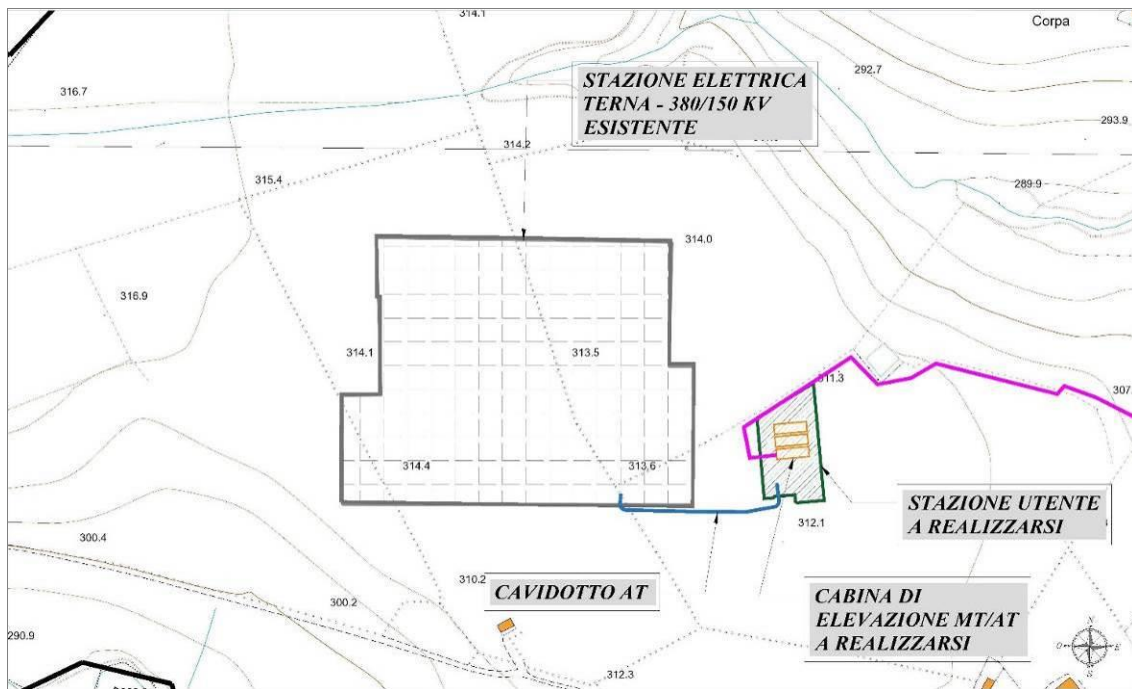 314.1
Corpa
316.7
STAZIONE ELETTRICA
TERNA - 380/150 KV
ESISTENTE
292.7
293.9
314.2
315.4
289.9
314.0
316.9
314.1
313.5
311.3
307.
314.4
313.6
STAZIONE UTENTE
A REALIZZARSI
312.1
300.4
310.2
CAVIDOTTO AT
CABINA DI
ELEVAZIONE MT/AT
A REALIZZARSI
300.2
290.9
312.3
N
O
E
S